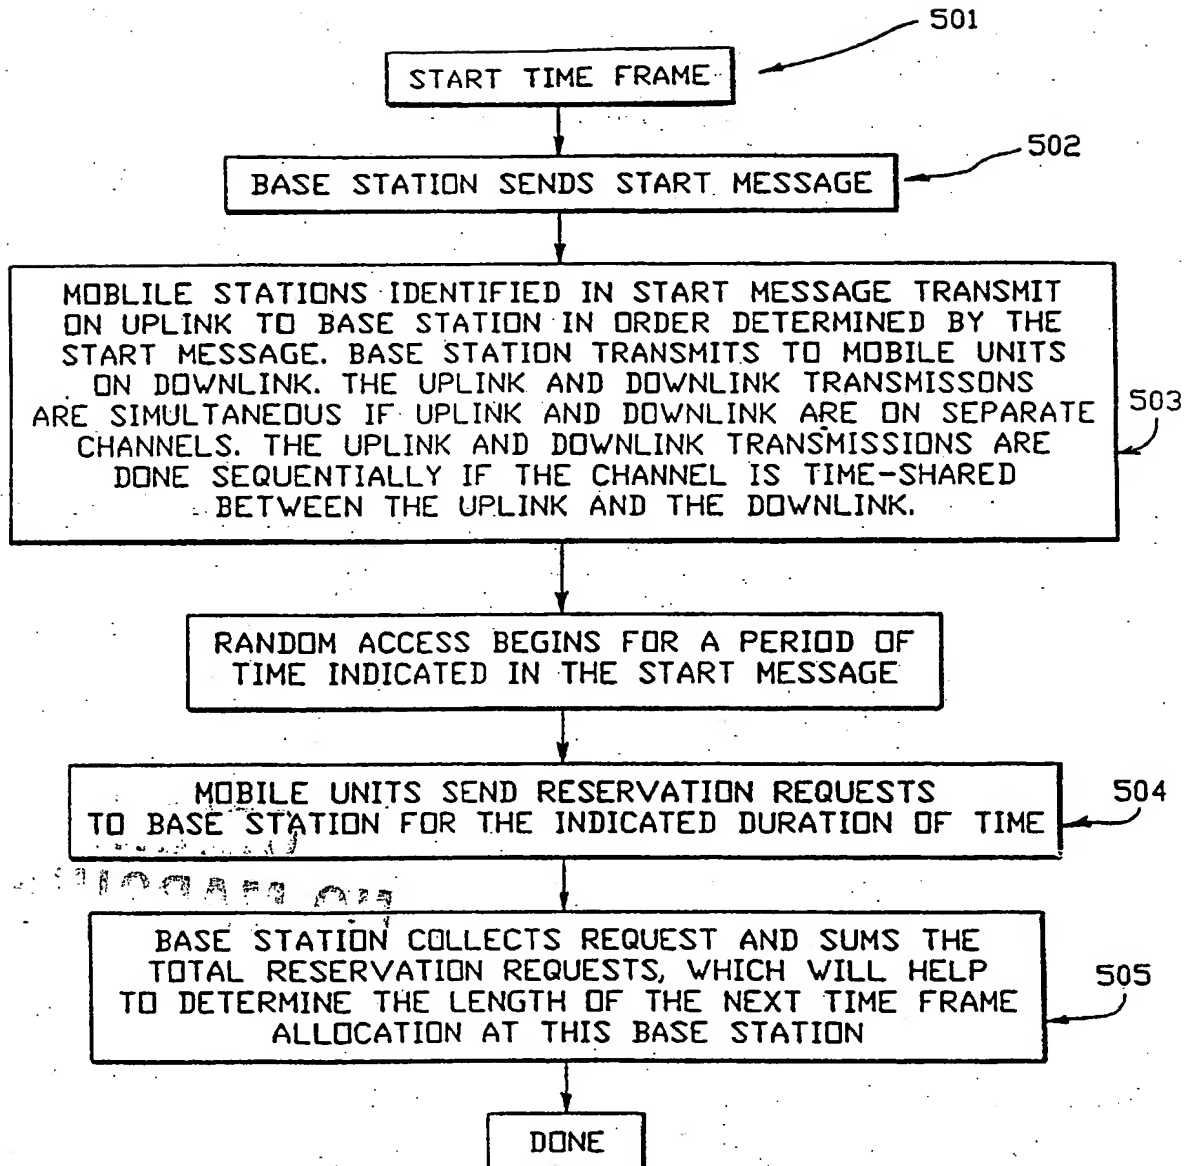 501
START TIME FRAME
502
BASE STATION SENDS START MESSAGE
MOBLILE STATIONS IDENTIFIED IN START MESSAGE TRANSMIT
ON UPLINK TO BASE STATION IN ORDER DETERMINED BY THE
START MESSAGE. BASE STATION TRANSMITS TO MOBILE UNITS
ON DOWNLINK. THE UPLINK AND DOWNLINK TRANSMISSONS
ARE SIMULTANEOUS IF UPLINK AND DOWNLINK ARE ON SEPARATE
CHANNELS. THE UPLINK AND DOWNLINK TRANSMISSIONS ARE
DONE SEQUENTIALLY IF THE CHANNEL IS TIME-SHARED
BETWEEN THE UPLINK AND THE DOWNLINK.
503
RANDOM ACCESS BEGINS FOR A PERIOD OF
TIME INDICATED IN THE START MESSAGE
MOBILE UNITS SEND RESERVATION REQUESTS
TO BASE STATION FOR THE INDICATED DURATION OF TIME
504
BASE STATION COLLECTS REQUEST AND SUMS THE
TOTAL RESERVATION REQUESTS, WHICH WILL HELP
TO DETERMINE THE LENGTH OF THE NEXT TIME FRAME
ALLOCATION AT THIS BASE STATION
505
DONE